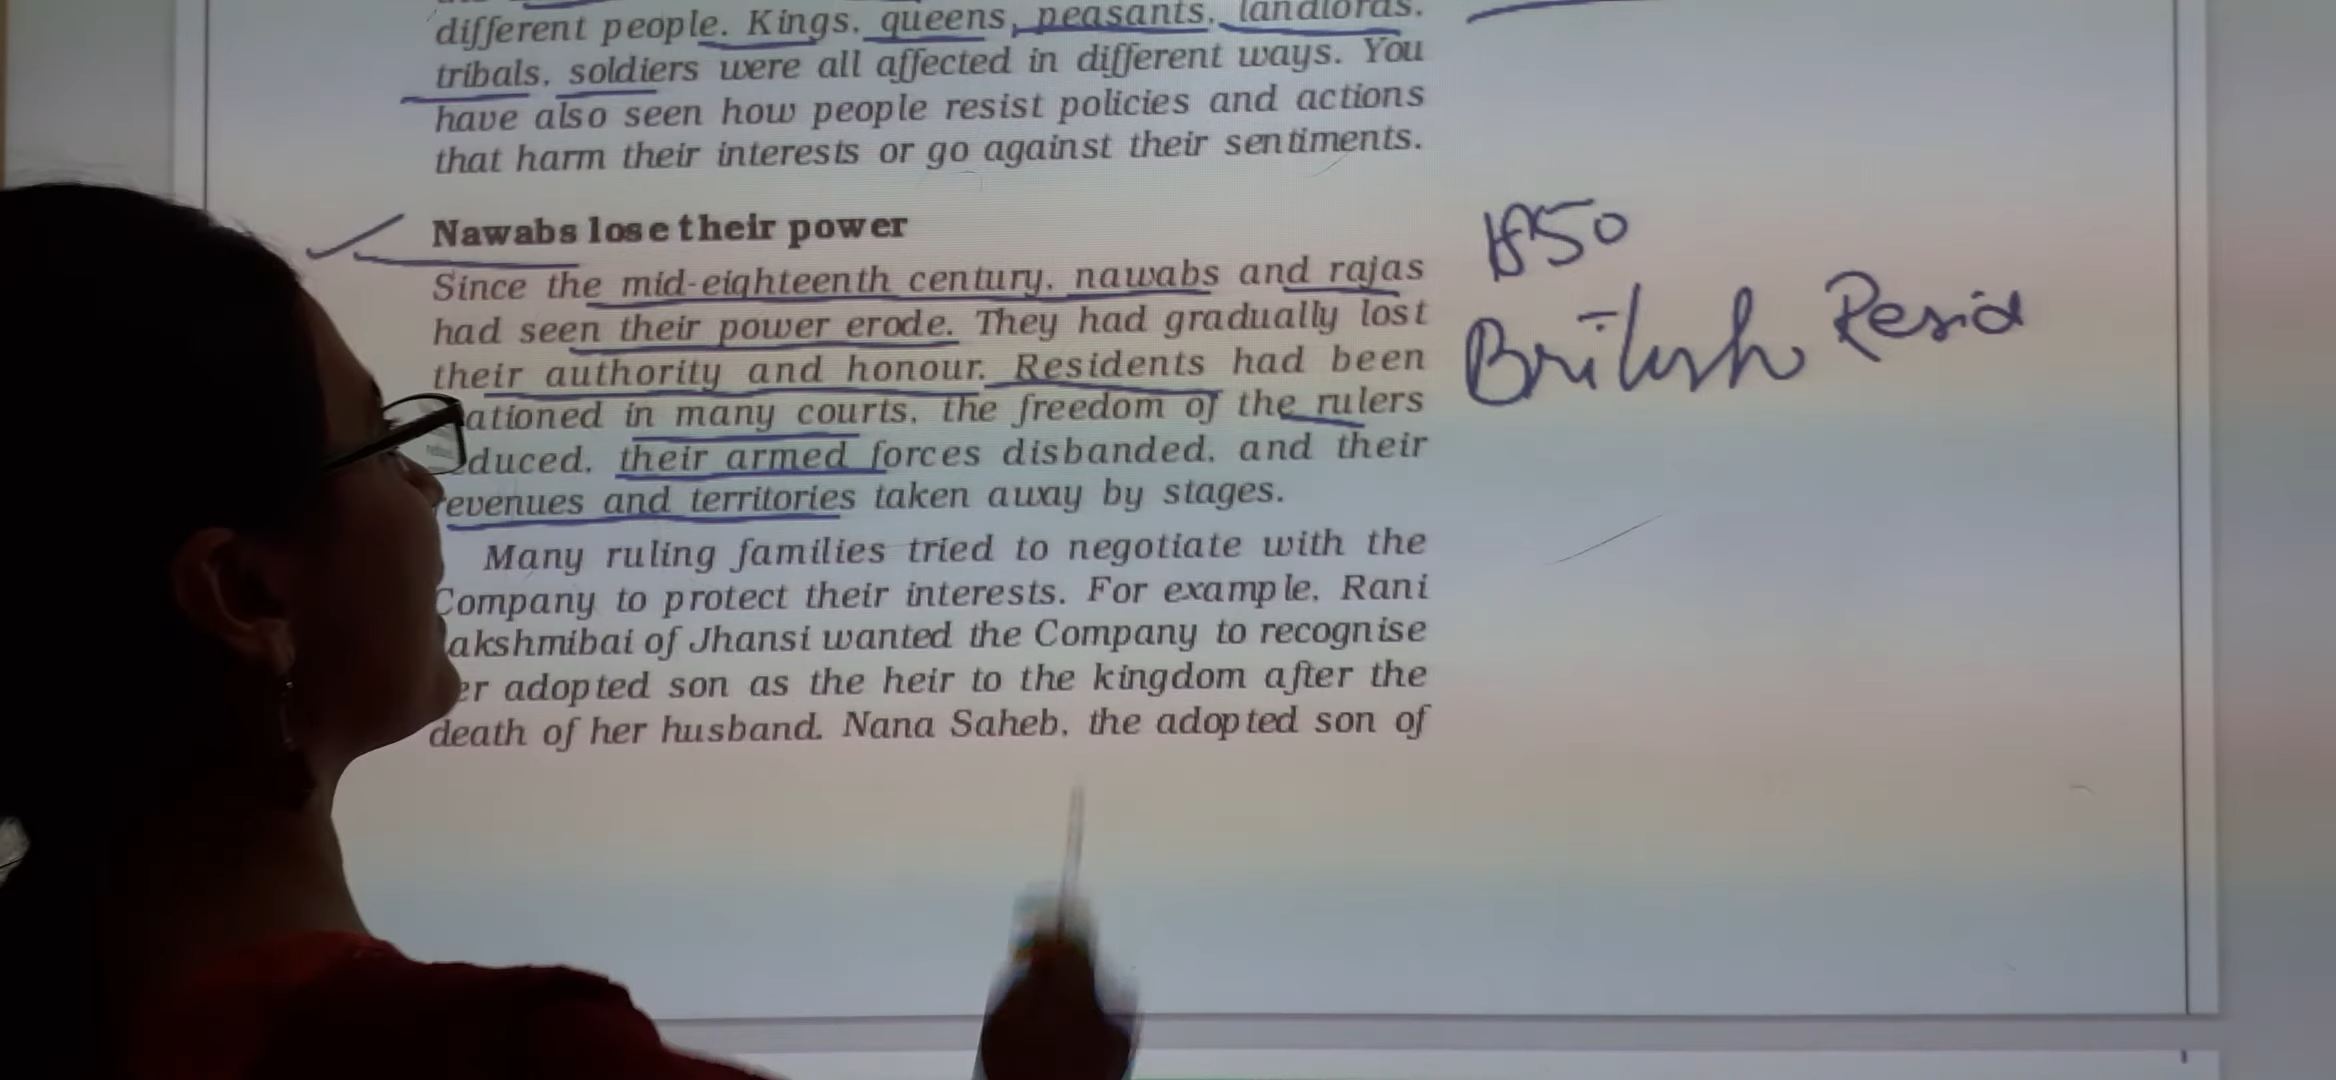 different people. Kings, queens, peasants, landlords,
tribals, soldiers were all affected in different ways. You
have also seen how people resist policies and actions
that harm their interests or go against their sentiments.
Nawabs lose their power
Since the mid-eighteenth century, nawabs and rajas
had seen their power erode. They had gradually lost
their authority and honour. Residents had been
ationed in many courts, the freedom of the rulers
duced, their armed forces disbanded, and their
evenues and territories taken away by stages.
Many ruling families tried to negotiate with the
Company to protect their interests. For example, Rani
akshmibai of Jhansi wanted the Company to recognise
er adopted son as the heir to the kingdom after the
death of her husband. Nana Saheb, the adopted son of
1850
British Resid